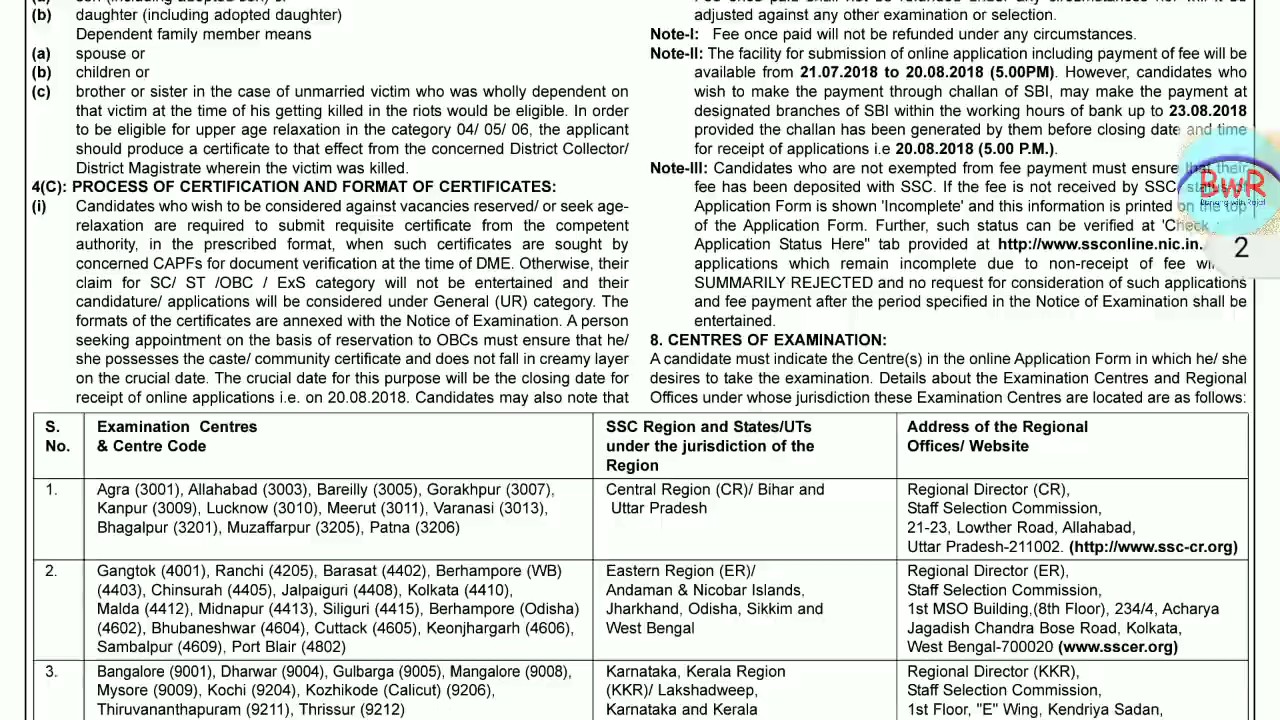 son (including adopted son) or
(b) daughter (including adopted daughter)
Dependent family member means
(a) spouse or
(b) children or
(c) brother or sister in the case of unmarried victim who was wholly dependent on
that victim at the time of his getting killed in the riots would be eligible. In order
to be eligible for upper age relaxation in the category 04/ 05/ 06, the applicant
should produce a certificate to that effect from the concerned District Collector/
District Magistrate wherein the victim was killed.
4(C): PROCESS OF CERTIFICATION AND FORMAT OF CERTIFICATES:
(i) Candidates who wish to be considered against vacancies reserved or seek age-
relaxation are required to submit requisite certificate from the competent
authority, in the prescribed format, when such certificates are sought by
concerned CAPFs for document verification at the time of DME. Otherwise, their
claim for SC/ ST /OBC / ExS category will not be entertained and their
candidature/ applications will be considered under General (UR) category. The
formats of the certificates are annexed with the Notice of Examination. A person
seeking appointment on the basis of reservation to OBCs must ensure that he/
she possesses the caste/ community certificate and does not fall in creamy layer
on the crucial date. The crucial date for this purpose will be the closing date for
receipt of online applications i.e. on 20.08.2018. Candidates may also note that
Fee once paid shall not be refunded under any circumstances nor will it be
adjusted against any other examination or selection.
Note-I: Fee once paid will not be refunded under any circumstances.
Note-II: The facility for submission of online application including payment of fee will be
available from 21.07.2018 to 20.08.2018 (5.00PM). However, candidates who
wish to make the payment through challan of SBI, may make the payment at
designated branches of SBI within the working hours of bank up to 23.08.2018
provided the challan has been generated by them before closing date and time
for receipt of applications i.e 20.08.2018 (5.00 P.M.).
Note-III: Candidates who are not exempted from fee payment must ensure that their
fee has been deposited with SSC. If the fee is not received by SSC, status of
Application Form is shown 'Incomplete' and this information is printed on the top
of the Application Form. Further, such status can be verified at 'Check
Application Status Here" tab provided at http://www.ssconline.nic.in.
applications which remain incomplete due to non-receipt of fee will
SUMMARILY REJECTED and no request for consideration of such applications
and fee payment after the period specified in the Notice of Examination shall be
entertained.
8. CENTRES OF EXAMINATION:
A candidate must indicate the Centre(s) in the online Application Form in which he/ she
desires to take the examination. Details about the Examination Centres and Regional
Offices under whose jurisdiction these Examination Centres are located are as follows:
BwR
2
S. No. Examination Centres & Centre Code SSC Region and States/UTs under the jurisdiction of the Region Address of the Regional Offices/ Website
1. Agra (3001), Allahabad (3003), Bareilly (3005), Gorakhpur (3007),
Kanpur (3009), Lucknow (3010), Meerut (3011), Varanasi (3013),
Bhagalpur (3201), Muzaffarpur (3205), Patna (3206)
Central Region (CR)/ Bihar and
Uttar Pradesh
Regional Director (CR),
Staff Selection Commission,
21-23, Lowther Road, Allahabad,
Uttar Pradesh-211002. (http://www.ssc-cr.org)
2. Gangtok (4001), Ranchi (4205), Barasat (4402), Berhampore (WB)
(4403), Chinsurah (4405), Jalpaiguri (4408), Kolkata (4410),
Malda (4412), Midnapur (4413), Siliguri (4415), Berhampore (Odisha)
(4602), Bhubaneshwar (4604), Cuttack (4605), Keonjhargarh (4606),
Sambalpur (4609), Port Blair (4802)
Eastern Region (ER)/
Andaman & Nicobar Islands,
Jharkhand, Odisha, Sikkim and
West Bengal
Regional Director (ER),
Staff Selection Commission,
1st MSO Building,(8th Floor), 234/4, Acharya
Jagadish Chandra Bose Road, Kolkata,
West Bengal-700020 (www.sscer.org)
3. Bangalore (9001), Dharwar (9004), Gulbarga (9005), Mangalore (9008),
Mysore (9009), Kochi (9204), Kozhikode (Calicut) (9206),
Thiruvananthapuram (9211), Thrissur (9212)
Karnataka, Kerala Region
(KKR)/ Lakshadweep,
Karnataka and Kerala
Regional Director (KKR),
Staff Selection Commission,
1st Floor, "E" Wing, Kendriya Sadan,